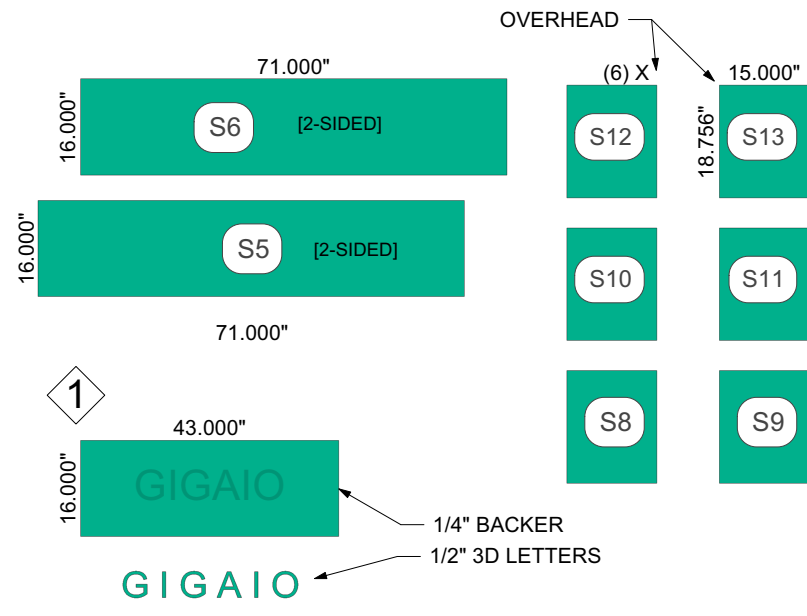 OVERHEAD
71.000"
(6) X
15.000"
16.000"
S6
[2-SIDED]
S12
18.756"
S13
16.000"
S5
[2-SIDED]
S10
S11
71.000"
1
43.000"
S8
S9
16.000"
GIGAIO
1/4" BACKER
1/2" 3D LETTERS
GIGAIO